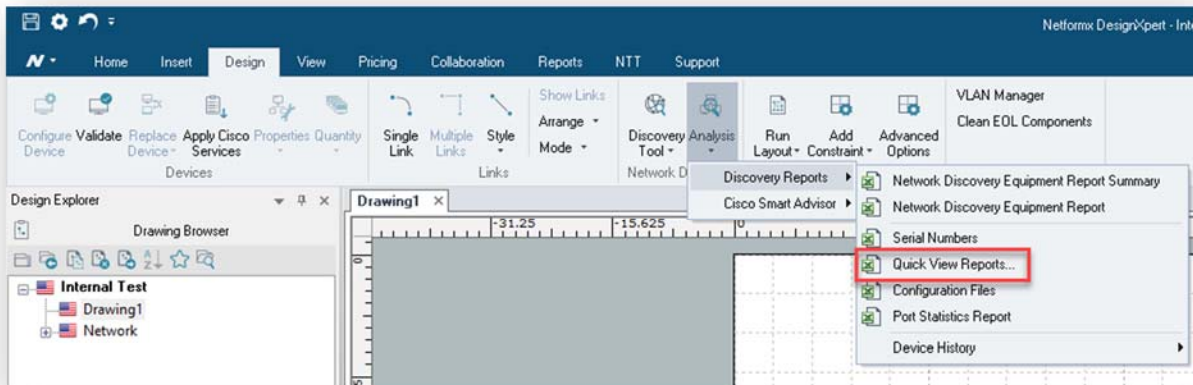 Netformx DesignXpert - Inte
N Home Insert Design View Pricing Collaboration Reports NTT Support
Configure Device
Validate
Replace Device
Apply Cisco Services
Properties
Quantity
Devices
Single Link
Multiple Links
Style
Show Links
Arrange
Mode
Links
Discovery Tool
Analysis
Network D
Run Layout
Add Constraint
Advanced Options
VLAN Manager
Clean EOL Components
Discovery Reports
Cisco Smart Advisor
Network Discovery Equipment Report Summary
Network Discovery Equipment Report
Serial Numbers
Quick View Reports...
Configuration Files
Port Statistics Report
Device History
Design Explorer
Drawing Browser
Internal Test
Drawing1
Network
Drawing1
-31.25 -15.625 0
0